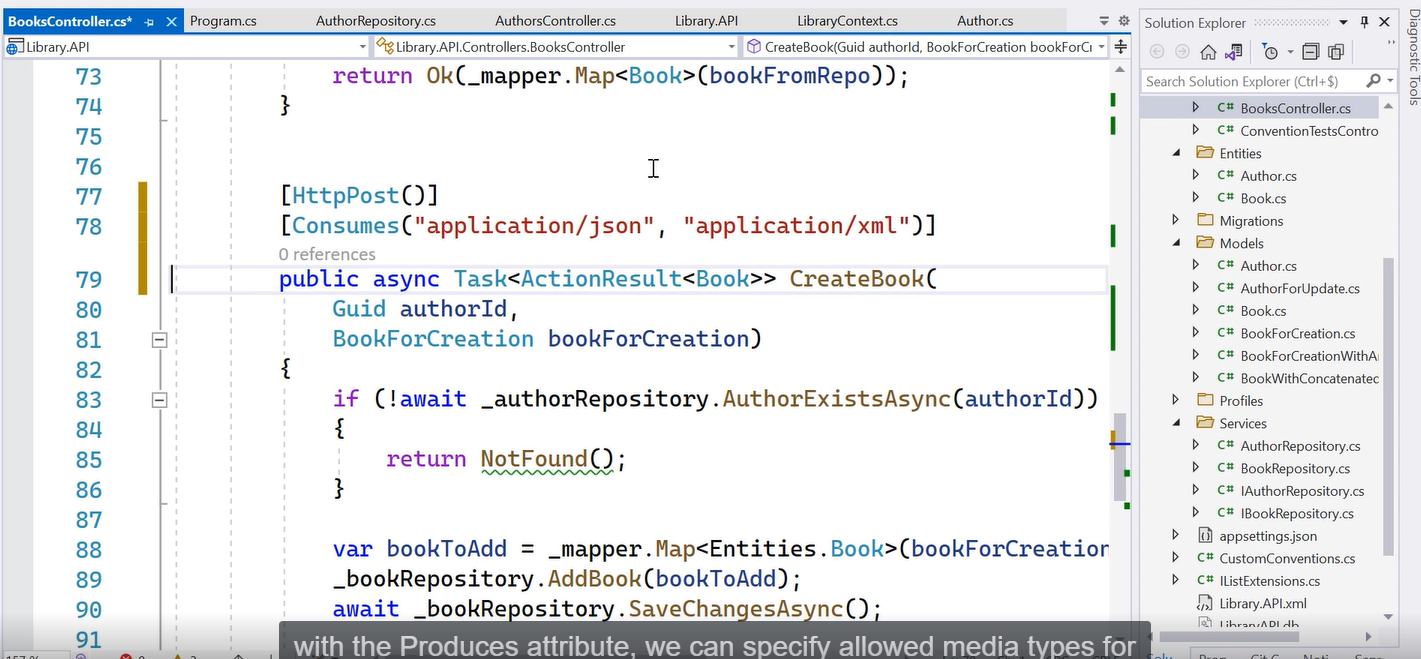 BooksController.cs*
Program.cs
AuthorRepository.cs
AuthorsController.cs
Library.API
LibraryContext.cs
Author.cs
Library.API
Library.API.Controllers.BooksController
CreateBook(Guid authorId, BookForCreation bookForCr
73 return Ok(_mapper.Map<Book>(bookFromRepo));
74 }
75
76
77 [HttpPost()]
78 [Consumes("application/json", "application/xml")]
0 references
79 public async Task<ActionResult<Book>> CreateBook(
80 Guid authorId,
81 BookForCreation bookForCreation)
82 {
83 if (!await _authorRepository.AuthorExistsAsync(authorId))
84 {
85 return NotFound();
86 }
87
88 var bookToAdd = _mapper.Map<Entities.Book>(bookForCreation
89 _bookRepository.AddBook(bookToAdd);
90 await _bookRepository.SaveChangesAsync();
91
with the Produces attribute, we can specify allowed media types for
Solution Explorer
Search Solution Explorer (Ctrl+$)
C# BooksController.cs
C# ConventionTestsContro
Entities
C# Author.cs
C# Book.cs
Migrations
Models
C# Author.cs
C# AuthorForUpdate.cs
C# Book.cs
C# BookForCreation.cs
C# BookForCreationWithA
C# BookWithConcatenated
Profiles
Services
C# AuthorRepository.cs
C# BookRepository.cs
C# IAuthorRepository.cs
C# IBookRepository.cs
appsettings.json
C# CustomConventions.cs
C# IListExtensions.cs
Library.API.xml
LibraryAPI.db
Diagnostic Tools